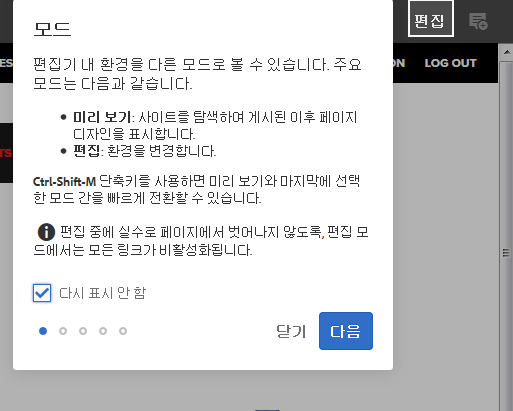 모드
편집
편집기 내 환경을 다른 모드로 볼 수 있습니다. 주요
모드는 다음과 같습니다.
ES
ON
LOG OUT
• 미리 보기: 사이트를 탐색하여 게시된 이후 페이지
디자인을 표시합니다.
• 편집: 환경을 변경합니다.
TS
Ctrl-Shift-M 단축키를 사용하면 미리 보기와 마지막에 선택
한 모드 간을 빠르게 전환할 수 있습니다.
편집 중에 실수로 페이지에서 벗어나지 않도록, 편집 모
드에서는 모든 링크가 비활성화됩니다.
다시 표시 안 함
닫기
다음